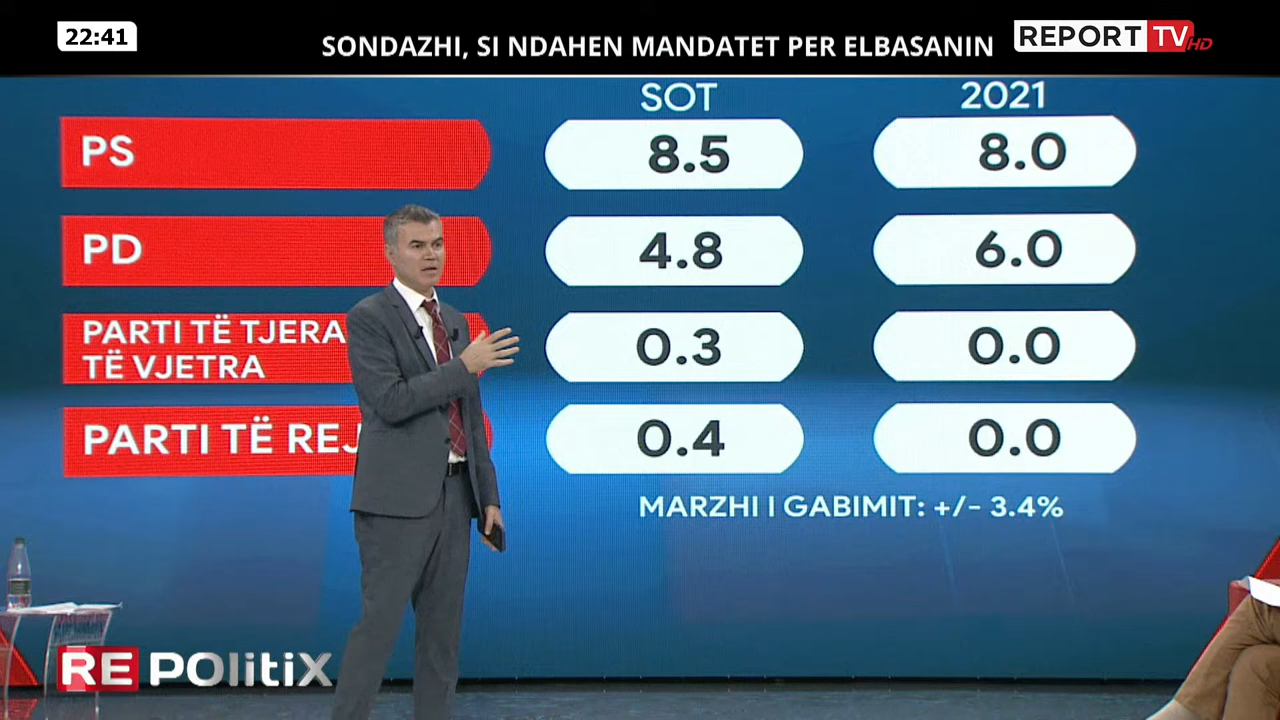 22:41
SONDAZHI, SI NDAHEN MANDATET PER ELBASANIN
REPORT TV HD
SOT 2021
PS 8.5 8.0
PD 4.8 6.0
PARTI TË TJERA
TË VJETRA 0.3 0.0
PARTI TË REJ 0.4 0.0
MARZHI I GABIMIT: +/- 3.4%
RE POlitiX